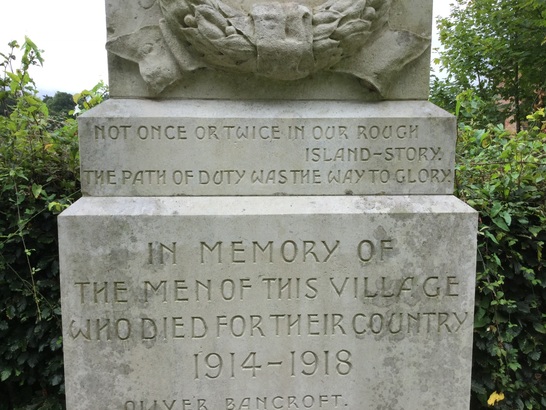 NOT ONCE OR TWICE IN OUR ROUGH
ISLAND-STORY.
THE PATH OF DUTY WAS THE WAY TO GLORY
IN MEMORY OF
THE MEN OF THIS VILLAGE
WHO DIED FOR THEIR COUNTRY
1914-1918
OLIVER BANCROFT.